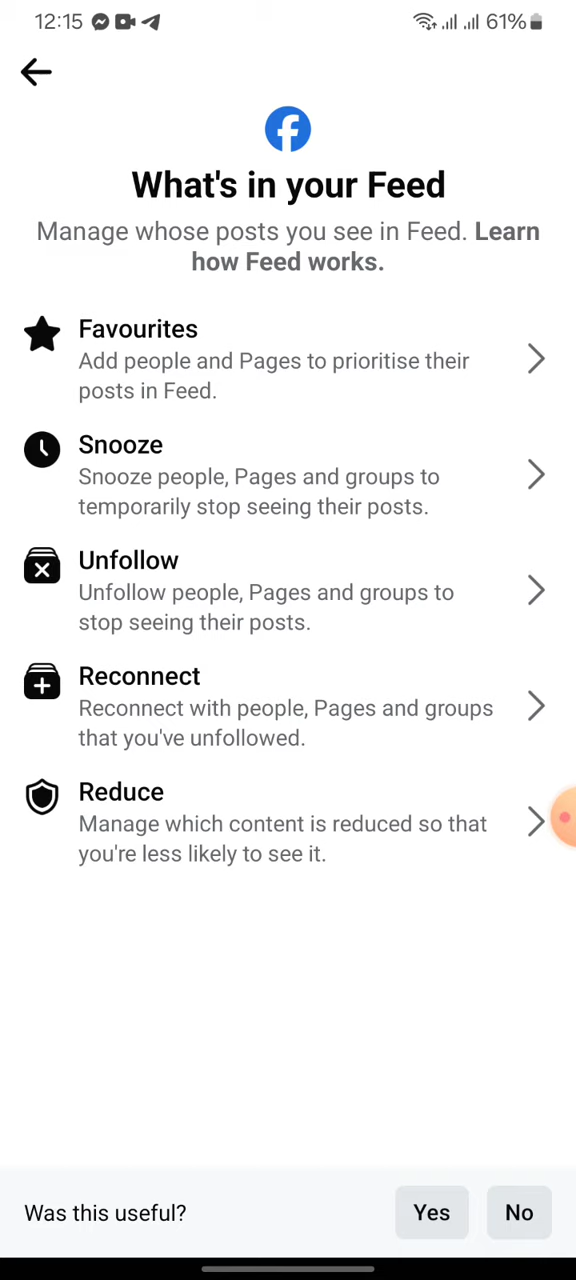 12:15 61%
What's in your Feed
Manage whose posts you see in Feed. Learn
how Feed works.
Favourites
Add people and Pages to prioritise their
posts in Feed.
Snooze
Snooze people, Pages and groups to
temporarily stop seeing their posts.
Unfollow
Unfollow people, Pages and groups to
stop seeing their posts.
Reconnect
Reconnect with people, Pages and groups
that you've unfollowed.
Reduce
Manage which content is reduced so that
you're less likely to see it.
Was this useful? Yes No